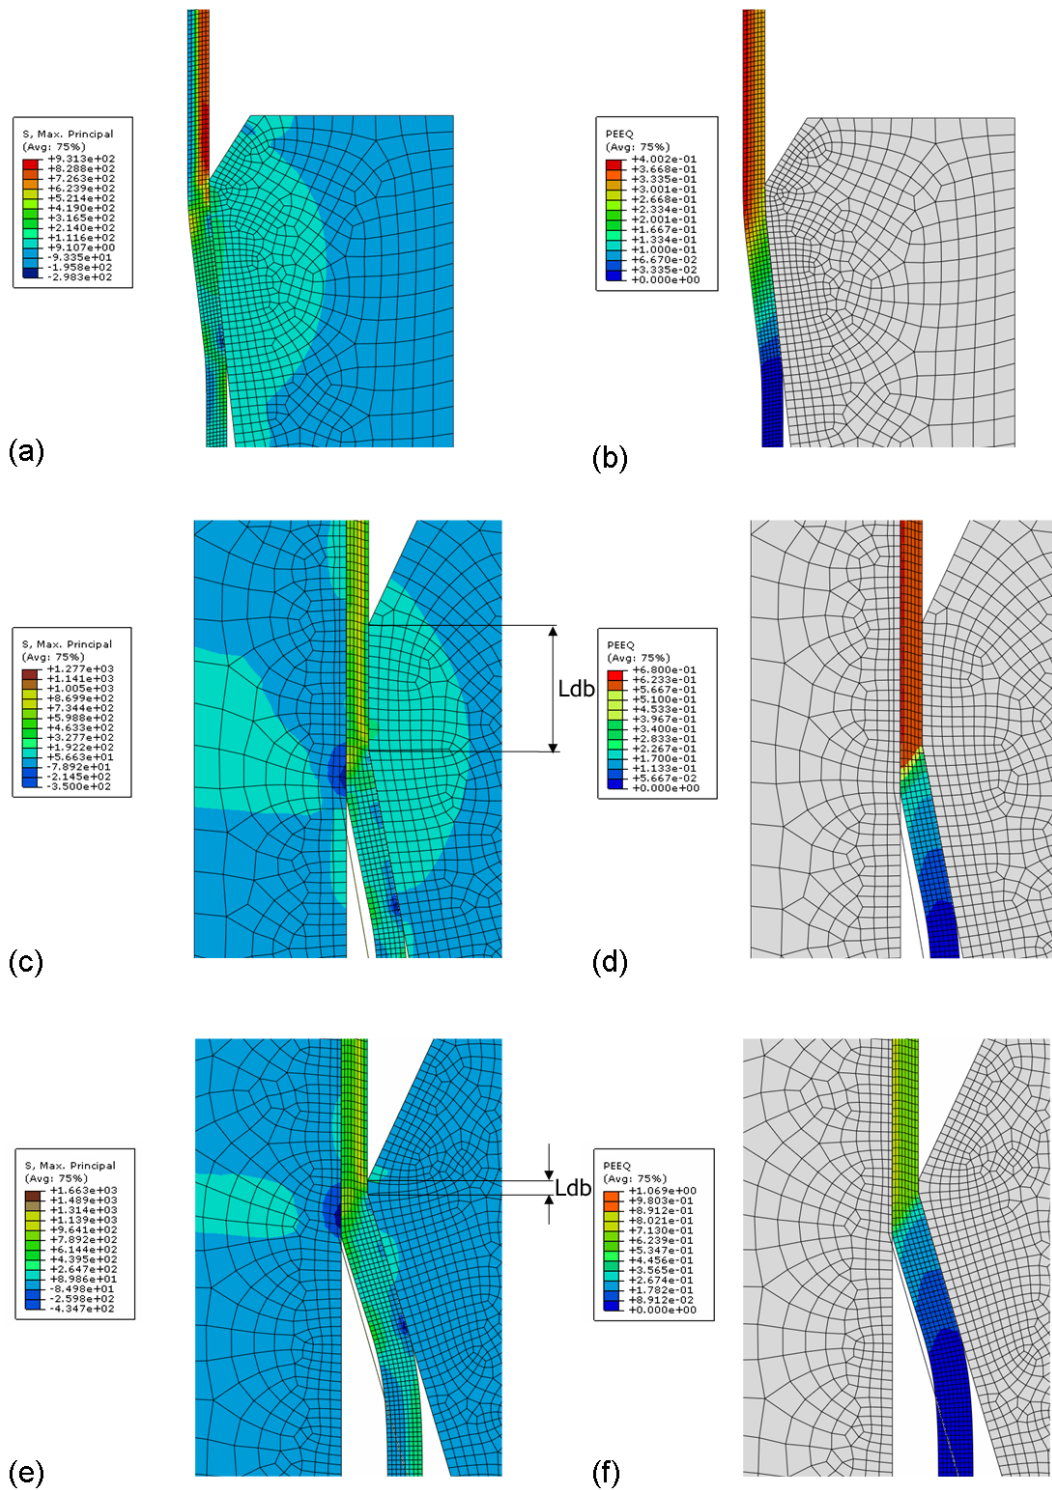 S, Max. Principal
(Avg: 75%)
+9.313e+02
+8.288e+02
+7.263e+02
+6.239e+02
+5.214e+02
+4.190e+02
+3.165e+02
+2.140e+02
+1.116e+02
+9.107e+00
-9.335e+01
-1.958e+02
-2.983e+02
(a)
PEEQ
(Avg: 75%)
+4.002e-01
+3.668e-01
+3.335e-01
+3.001e-01
+2.668e-01
+2.334e-01
+2.001e-01
+1.667e-01
+1.334e-01
+1.000e-01
+6.670e-02
+3.335e-02
+0.000e+00
(b)
S, Max. Principal
(Avg: 75%)
+1.277e+03
+1.141e+03
+1.005e+03
+8.699e+02
+7.344e+02
+5.988e+02
+4.633e+02
+3.277e+02
+1.922e+02
+5.663e+01
-7.892e+01
-2.145e+02
-3.500e+02
Ldb
(c)
PEEQ
(Avg: 75%)
+6.800e-01
+6.233e-01
+5.667e-01
+5.100e-01
+4.533e-01
+3.967e-01
+3.400e-01
+2.833e-01
+2.267e-01
+1.700e-01
+1.133e-01
+5.667e-02
+0.000e+00
(d)
S, Max. Principal
(Avg: 75%)
+1.663e+03
+1.489e+03
+1.314e+03
+1.139e+03
+9.641e+02
+7.892e+02
+6.144e+02
+4.395e+02
+2.647e+02
+8.986e+01
-8.498e+01
-2.598e+02
-4.347e+02
Ldb
(e)
PEEQ
(Avg: 75%)
+1.069e+00
+9.803e-01
+8.912e-01
+8.021e-01
+7.130e-01
+6.239e-01
+5.347e-01
+4.456e-01
+3.565e-01
+2.674e-01
+1.782e-01
+8.912e-02
+0.000e+00
(f)